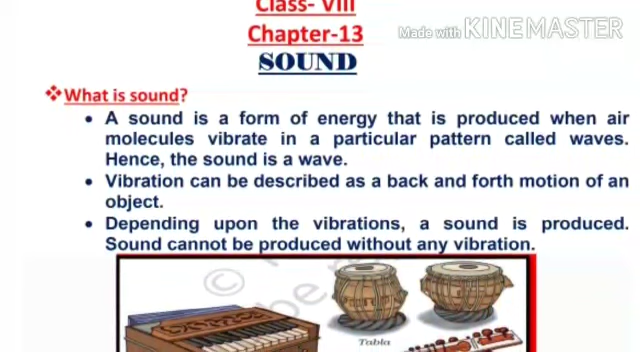 Class- VIII
Chapter-13
Made with KINEMASTER
SOUND
❖What is sound?
• A sound is a form of energy that is produced when air
molecules vibrate in a particular pattern called waves.
Hence, the sound is a wave.
• Vibration can be described as a back and forth motion of an
object.
• Depending upon the vibrations, a sound is produced.
Sound cannot be produced without any vibration.
Tabla